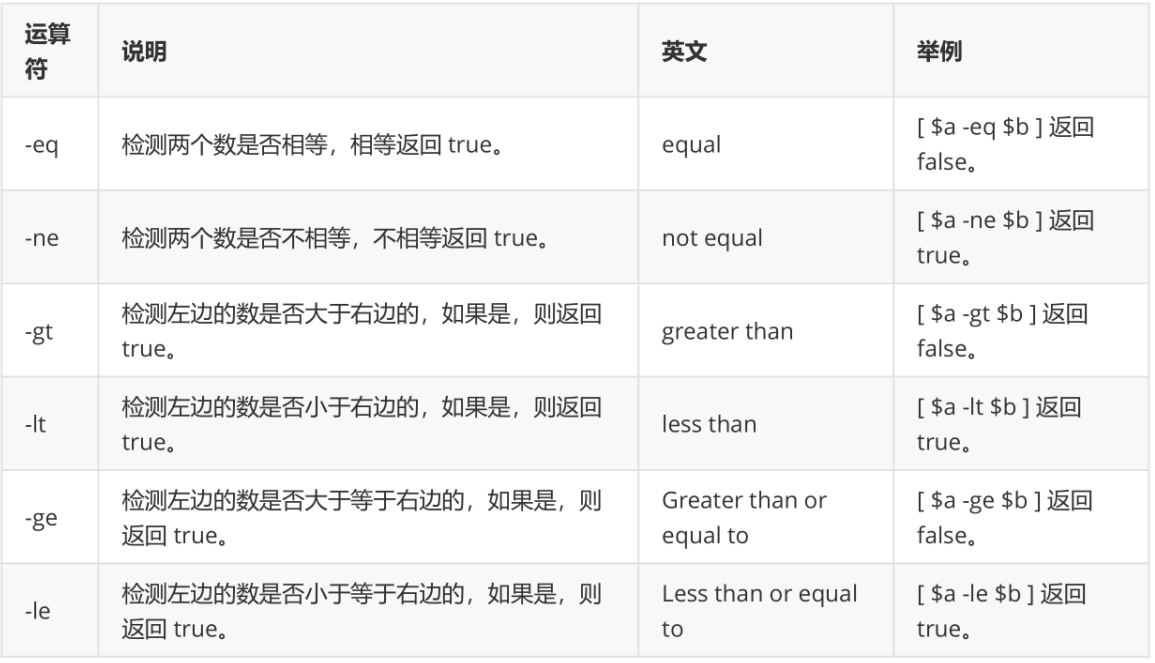 运算符
说明
英文
举例
-eq
检测两个数是否相等，相等返回 true。
equal
[ $a -eq $b ] 返回
false。
-ne
检测两个数是否不相等，不相等返回 true。
not equal
[ $a -ne $b ] 返回
true。
-gt
检测左边的数是否大于右边的，如果是，则返回
true。
greater than
[ $a -gt $b ] 返回
false。
-lt
检测左边的数是否小于右边的，如果是，则返回
true。
less than
[ $a -lt $b ] 返回
true。
-ge
检测左边的数是否大于等于右边的，如果是，则
返回 true。
Greater than or
equal to
[ $a -ge $b ] 返回
false。
-le
检测左边的数是否小于等于右边的，如果是，则
返回 true。
Less than or equal
to
[ $a -le $b ] 返回
true。